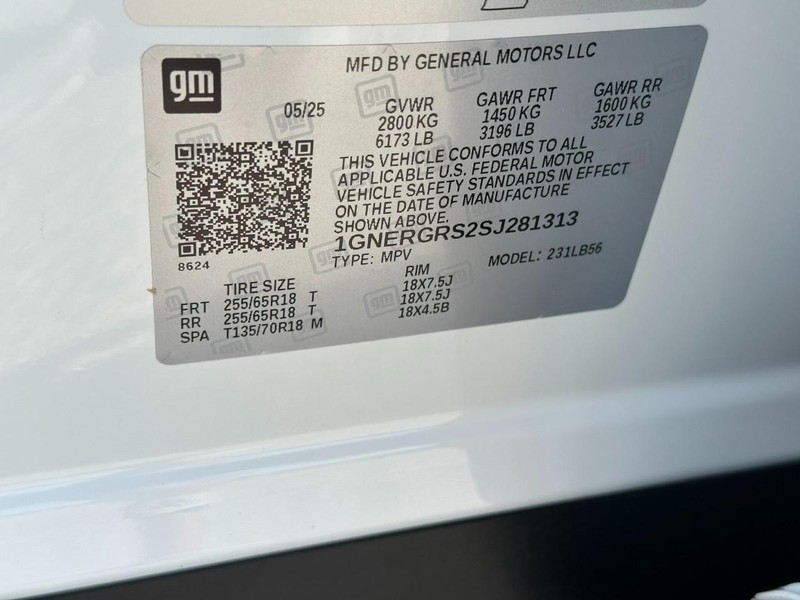 gm
MFD BY GENERAL MOTORS LLC
05/25
GVWR
2800 KG
6173 LB
GAWR FRT
1450 KG
3196 LB
GAWR RR
1600 KG
3527 LB
THIS VEHICLE CONFORMS TO ALL
APPLICABLE U.S. FEDERAL MOTOR
VEHICLE SAFETY STANDARDS IN EFFECT
ON THE DATE OF MANUFACTURE
SHOWN ABOVE.
1GNERGRS2SJ281313
TYPE: MPV
MODEL: 231LB56
8624
TIRE SIZE RIM
FRT 255/65R18 T 18X7.5J
RR 255/65R18 T 18X7.5J
SPA T135/70R18 M 18X4.5B